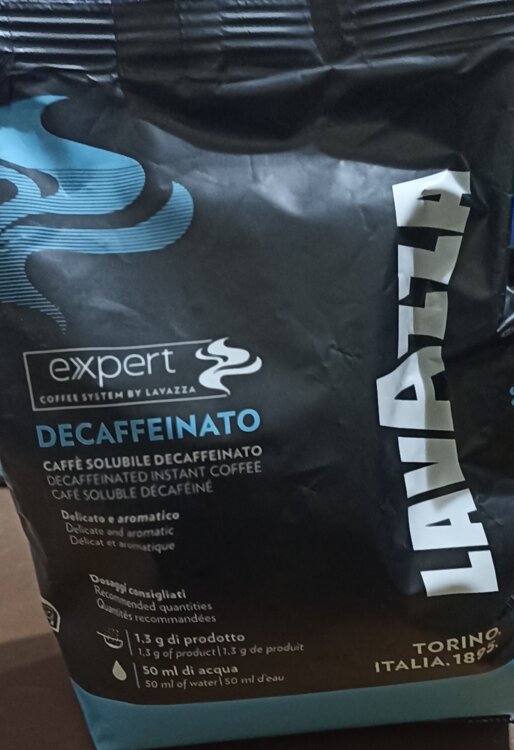 expert
COFFEE SYSTEM BY LAVAZZA
DECAFFEINATO
CAFFÈ SOLUBILE DECAFFEINATO
DECAFFEINATED INSTANT COFFEE
CAFÉ SOLUBLE DÉCAFÉINÉ
Delicato e aromatico
Delicate and aromatic
Délicat et aromatique
Dosaggi consigliati
Recommended quantities
Quantités recommandées
1,3 g di prodotto
1,3 g of product | 1,3 g de produit
50 ml di acqua
50 ml of water | 50 ml d'eau
LAVAZZA
TORINO,
ITALIA, 1895.